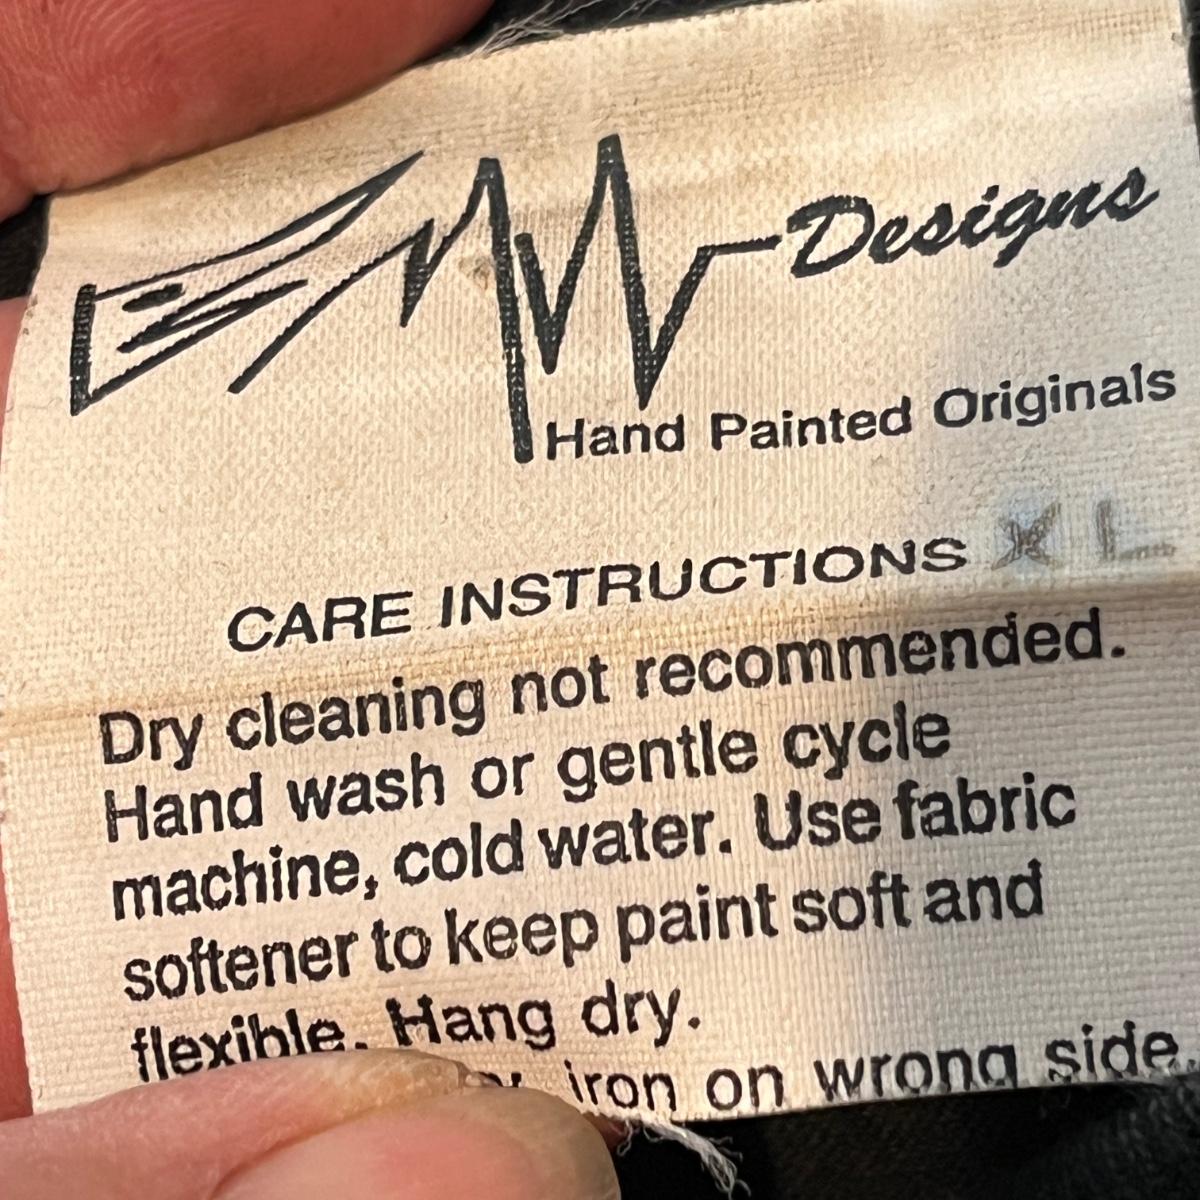 EMW Designs
Hand Painted Originals
CARE INSTRUCTIONS XL
Dry cleaning not recommended.
Hand wash or gentle cycle
machine, cold water. Use fabric
softener to keep paint soft and
flexible. Hang dry.
iron on wrong side.